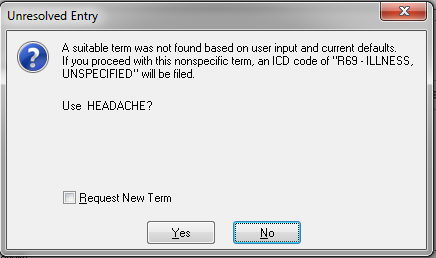 Unresolved Entry
A suitable term was not found based on user input and current defaults.
If you proceed with this nonspecific term, an ICD code of "R69 - ILLNESS,
UNSPECIFIED" will be filed.
Use HEADACHE?
Request New Term
Yes
No